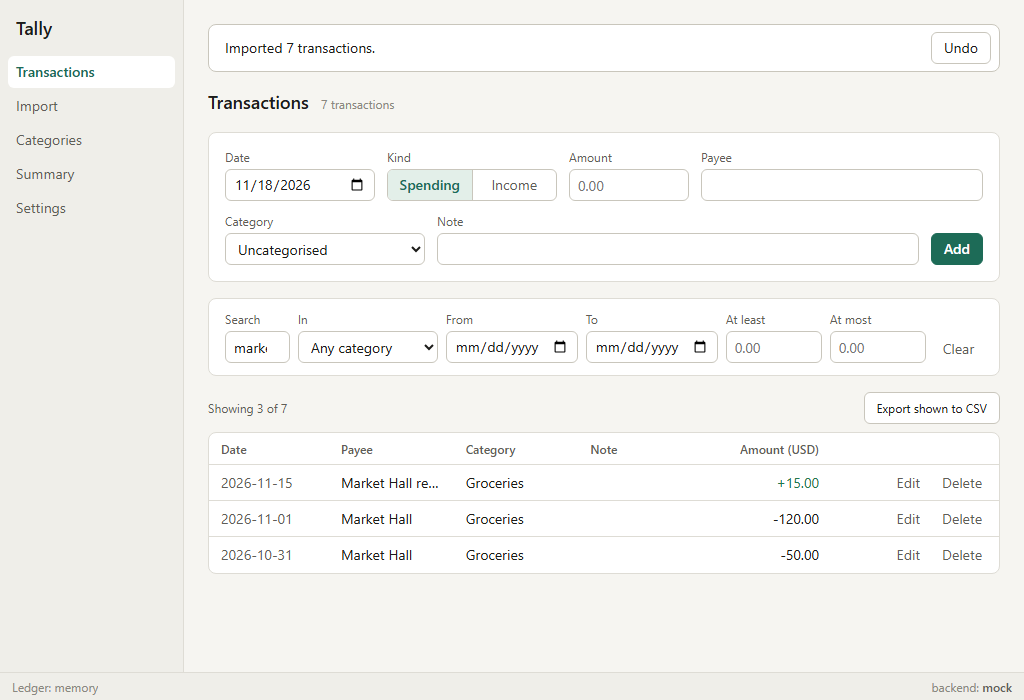 Tally
Transactions
Import
Categories
Summary
Settings
Imported 7 transactions.
Undo
Transactions 7 transactions
Date Kind Amount Payee
11/18/2026 Spending Income 0.00
Category Note
Uncategorised Add
Search In From To At least At most
Any category mm/dd/yyyy mm/dd/yyyy 0.00 0.00 Clear
Showing 3 of 7 Export shown to CSV
Date Payee Category Note Amount (USD)
2026-11-15 Market Hall re... Groceries +15.00 Edit Delete
2026-11-01 Market Hall Groceries -120.00 Edit Delete
2026-10-31 Market Hall Groceries -50.00 Edit Delete
Ledger: memory backend: mock